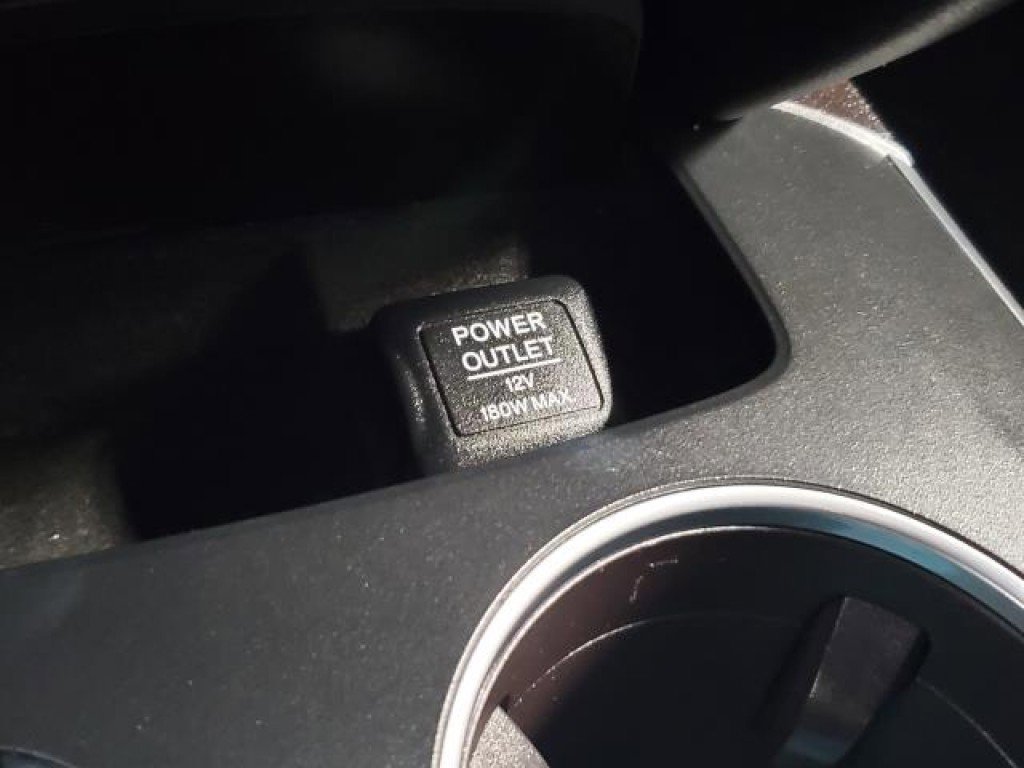 POWER
OUTLET
12V
180W MAX